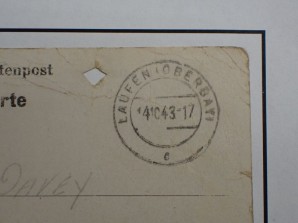 tenpost
rte
LAUFEN (OBERBAY)
-4.10.43-17
c